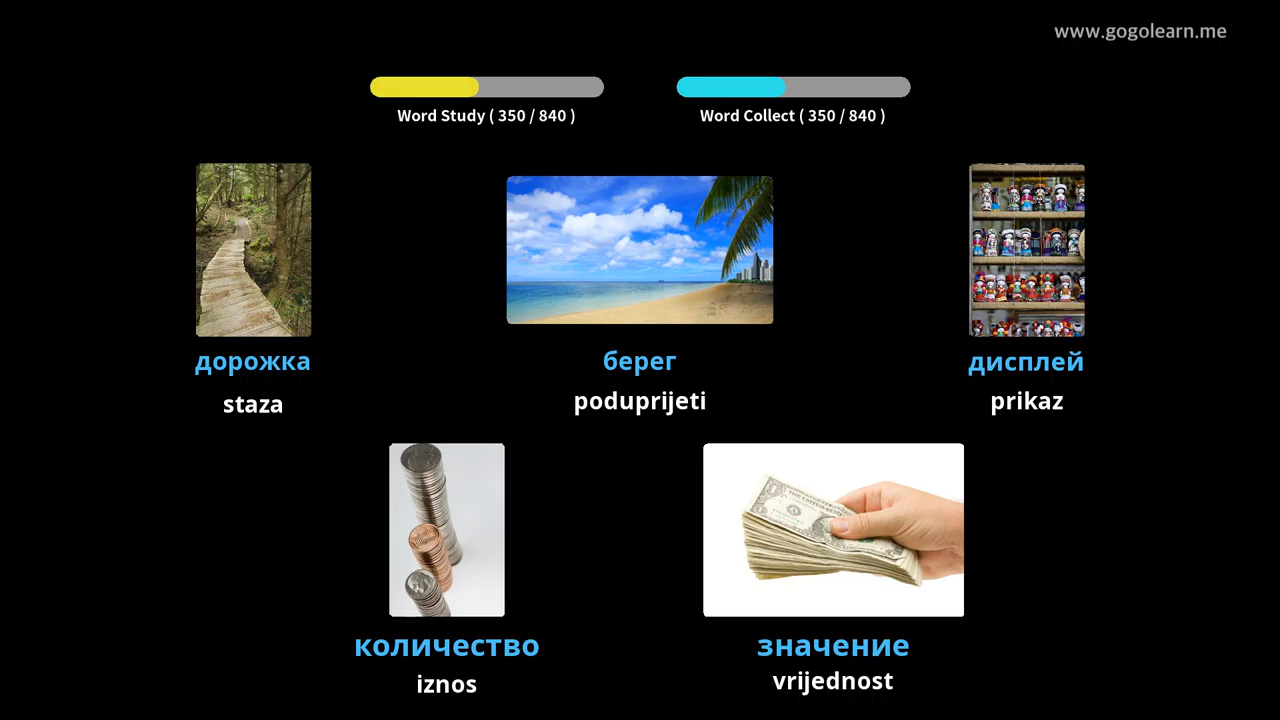 www.gogolearn.me
Word Study ( 350 / 840 )
Word Collect ( 350 / 840 )
дорожка
staza
берег
poduprijeti
дисплей
prikaz
количество
iznos
значение
vrijednost